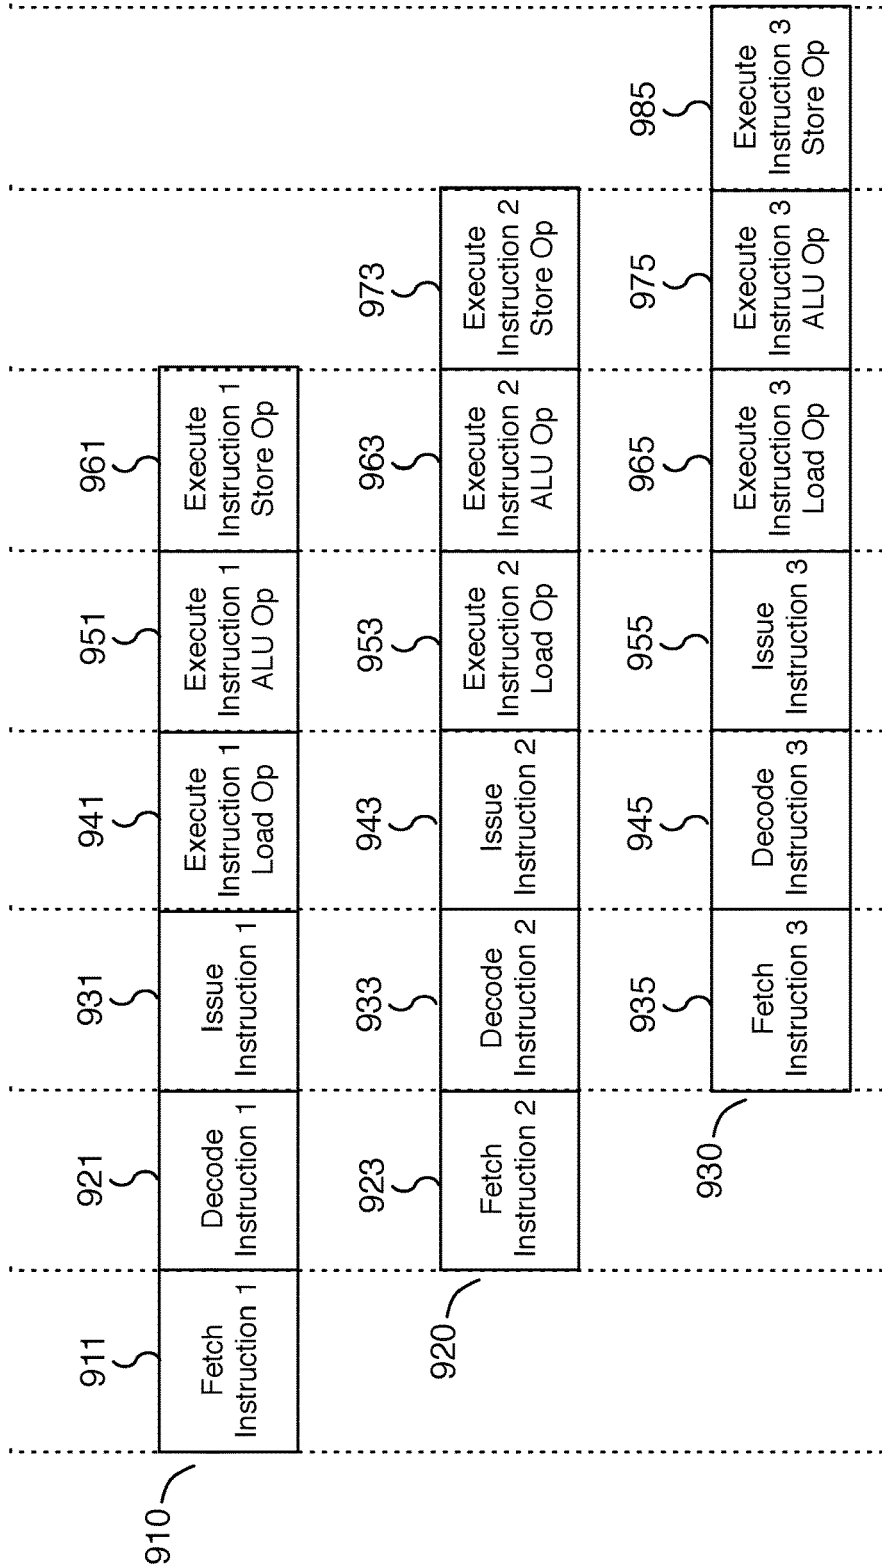 910
911
Fetch
Instruction 1
921
Decode
Instruction 1
931
Issue
Instruction 1
941
Execute
Instruction 1
Load Op
951
Execute
Instruction 1
ALU Op
961
Execute
Instruction 1
Store Op
920
923
Fetch
Instruction 2
933
Decode
Instruction 2
943
Issue
Instruction 2
953
Execute
Instruction 2
Load Op
963
Execute
Instruction 2
ALU Op
973
Execute
Instruction 2
Store Op
930
935
Fetch
Instruction 3
945
Decode
Instruction 3
955
Issue
Instruction 3
965
Execute
Instruction 3
Load Op
975
Execute
Instruction 3
ALU Op
985
Execute
Instruction 3
Store Op